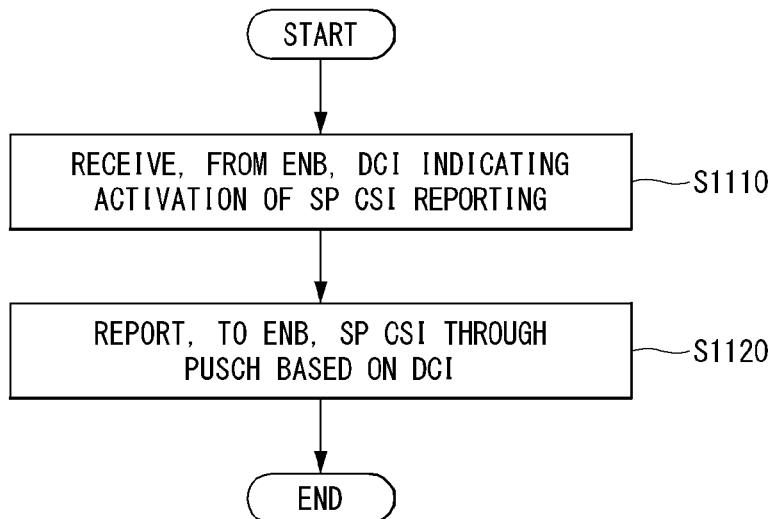 START
RECEIVE, FROM ENB, DCI INDICATING
ACTIVATION OF SP CSI REPORTING
S1110
REPORT, TO ENB, SP CSI THROUGH
PUSCH BASED ON DCI
S1120
END